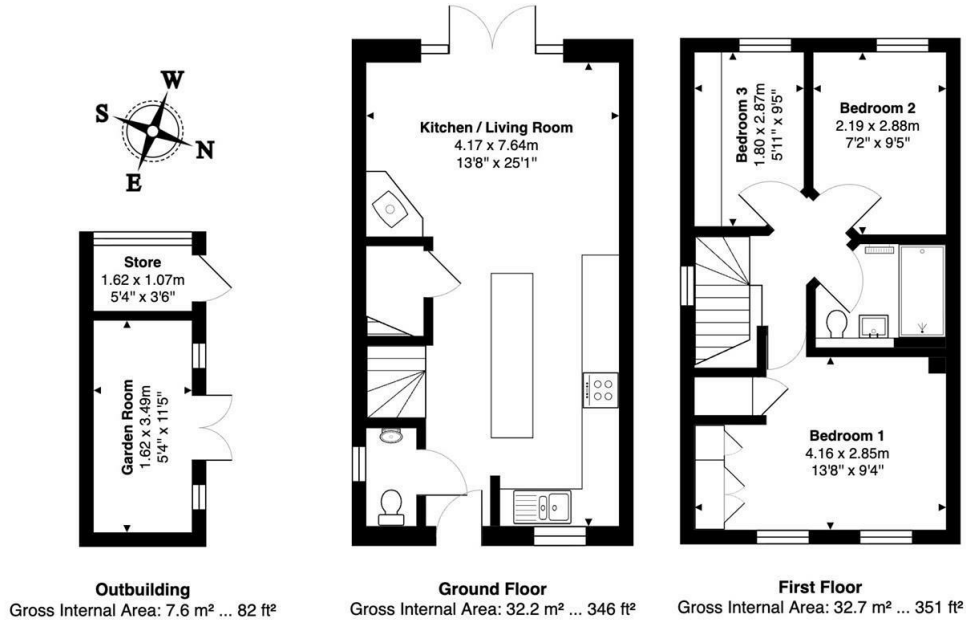 W
S
N
E
Store
1.62 x 1.07m
5'4" x 3'6"
Garden Room
1.62 x 3.49m
5'4" x 11'5"
Outbuilding
Gross Internal Area: 7.6 m² ... 82 ft²
Kitchen / Living Room
4.17 x 7.64m
13'8" x 25'1"
Ground Floor
Gross Internal Area: 32.2 m² ... 346 ft²
Bedroom 3
1.80 x 2.87m
5'11" x 9'5"
Bedroom 2
2.19 x 2.88m
7'2" x 9'5"
Bedroom 1
4.16 x 2.85m
13'8" x 9'4"
First Floor
Gross Internal Area: 32.7 m² ... 351 ft²